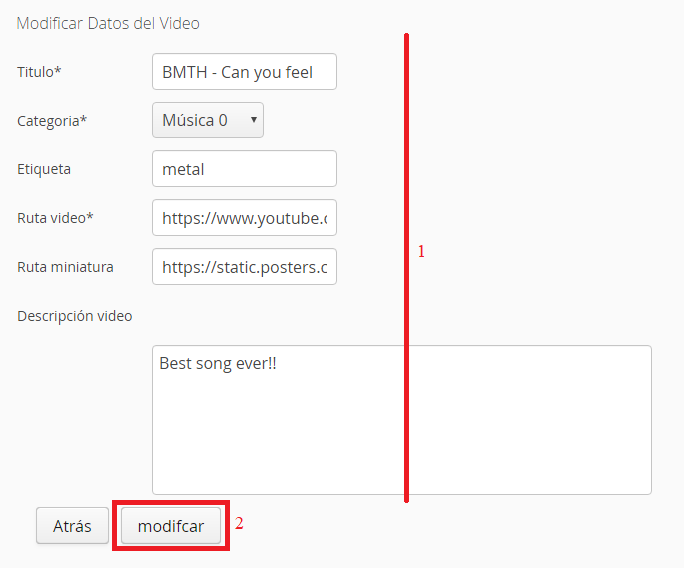 Modificar Datos del Video
Titulo* BMTH - Can you feel
Categoria* Música 0
Etiqueta metal
Ruta video* https://www.youtube.c
Ruta miniatura https://static.posters.c
1
Descripción video
Best song ever!!
Atrás modifcar 2